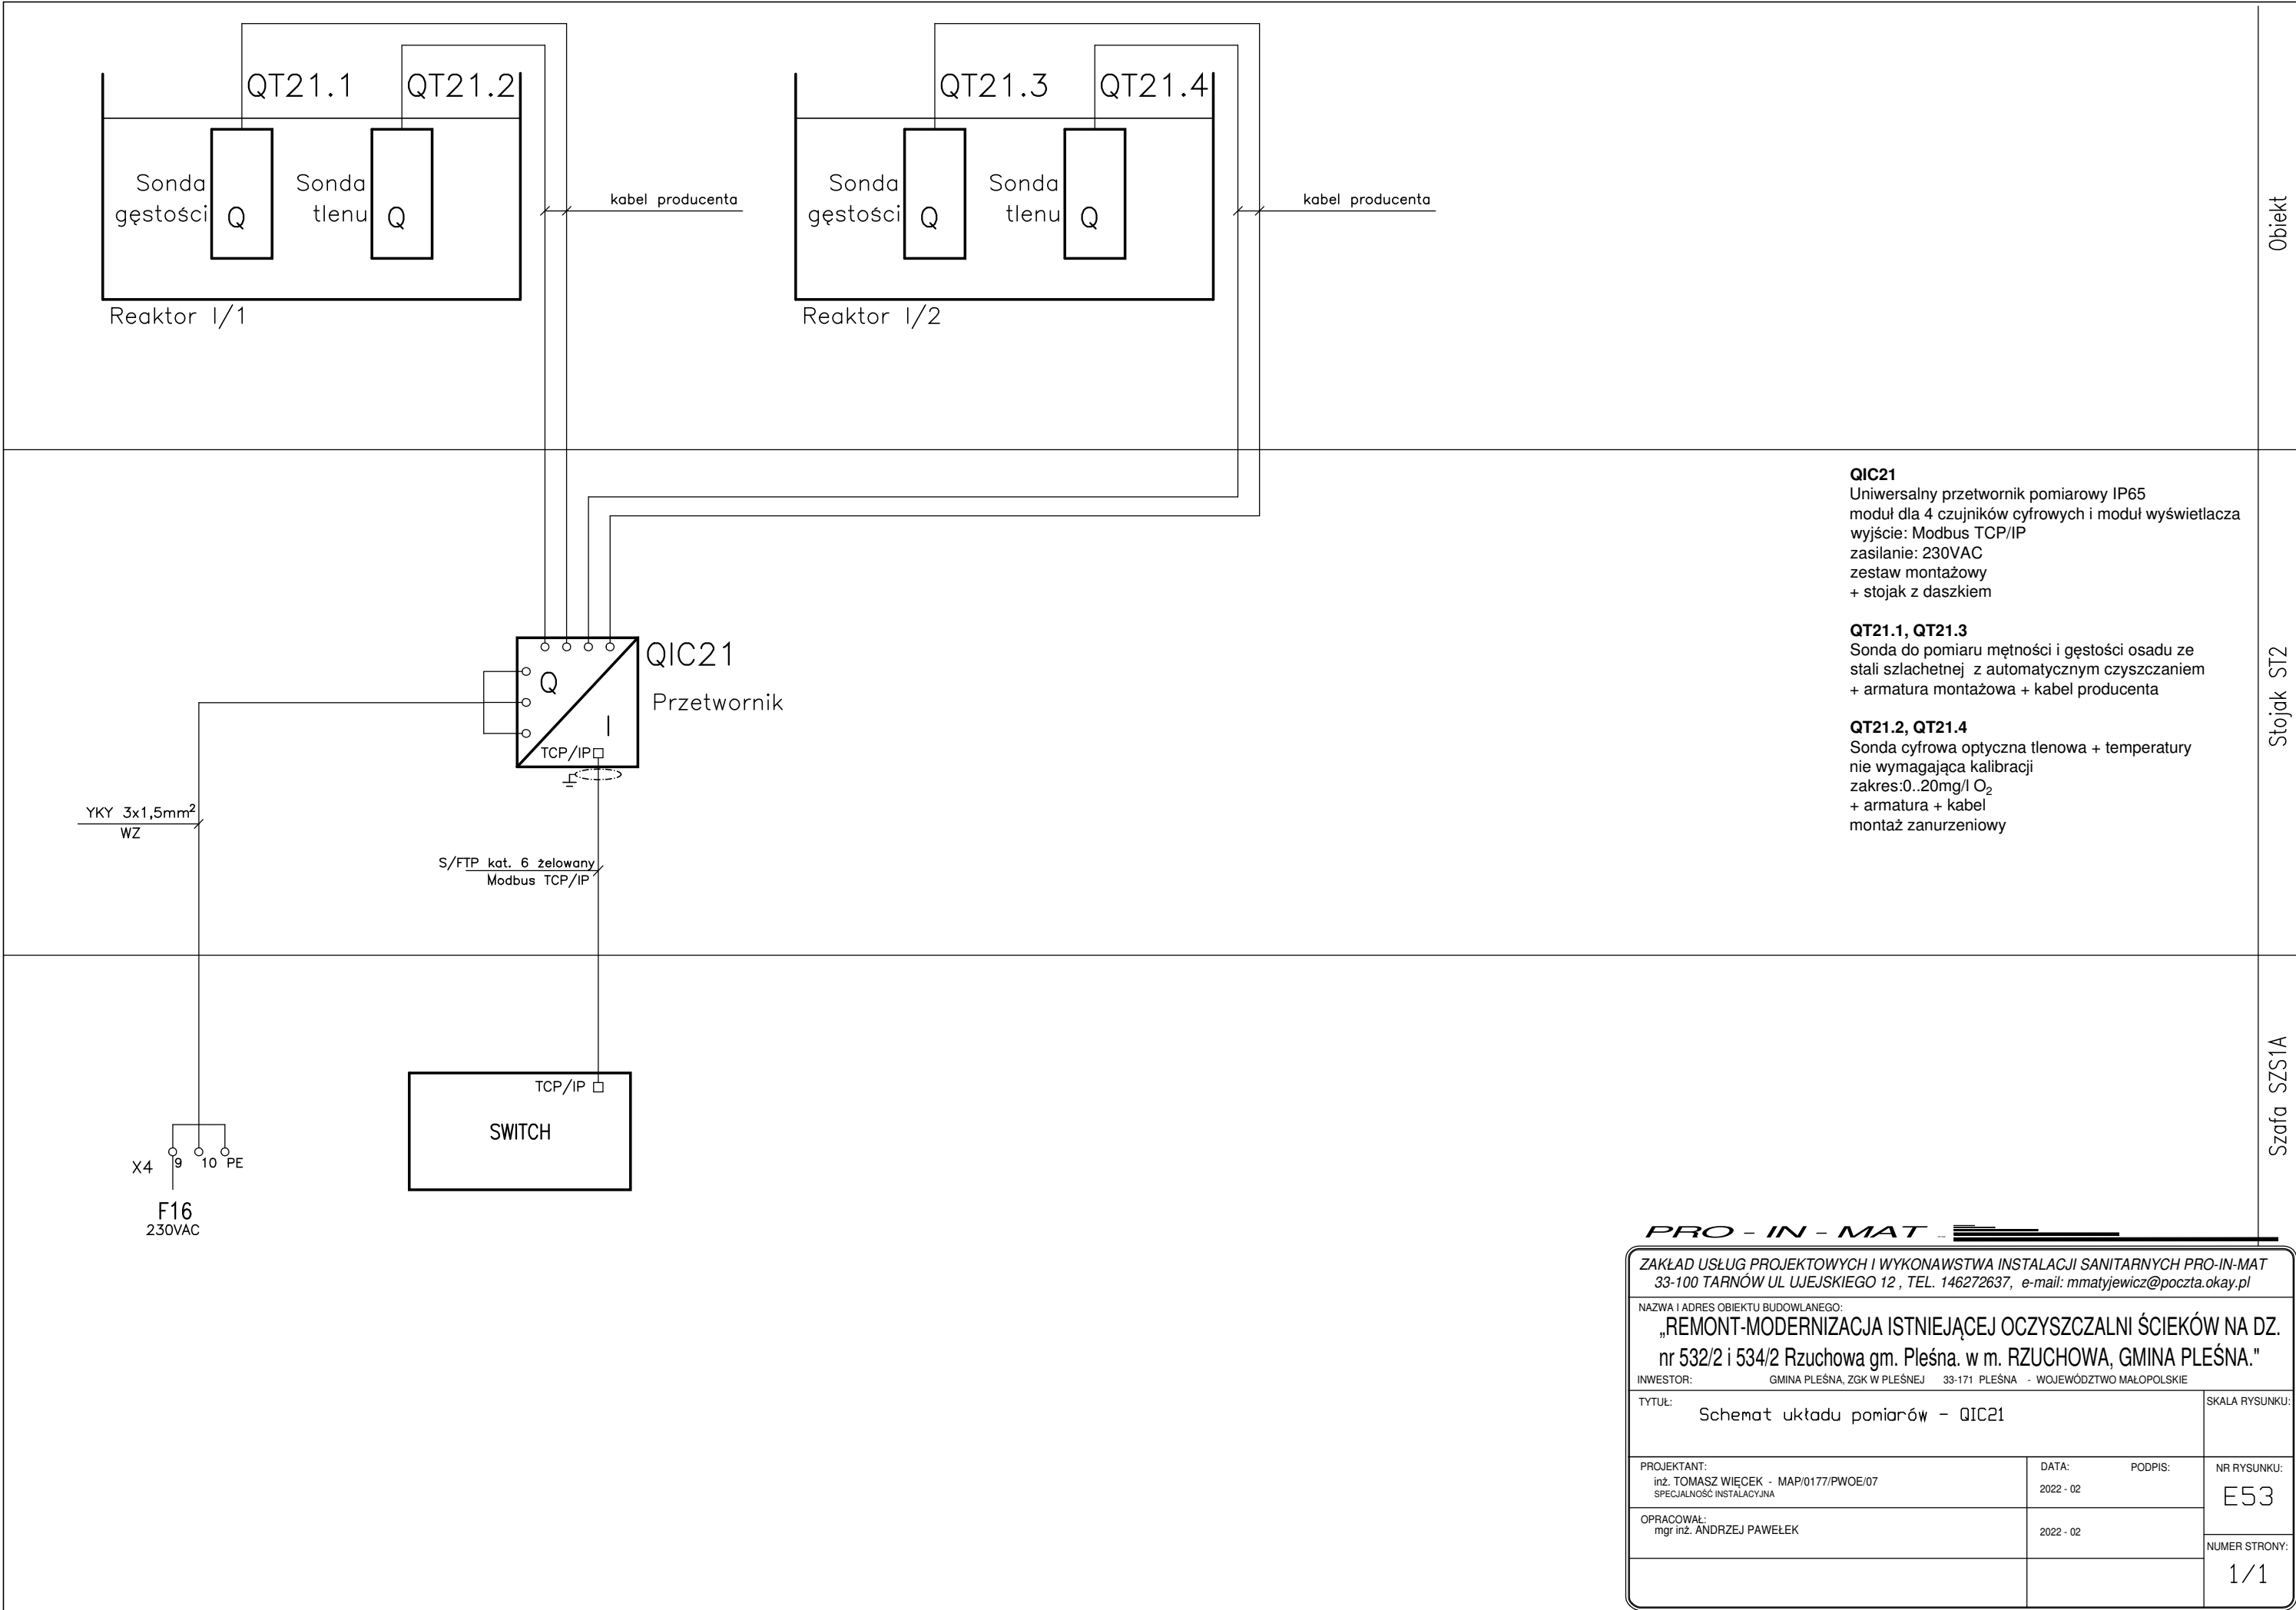 QT21.1
QT21.2
QT21.3
QT21.4
Sonda
gęstości
Q
Sonda
tlenu
Q
kabel producenta
Sonda
gęstości
Q
Sonda
tlenu
Q
kabel producenta
Reaktor I/1
Reaktor I/2
Obiekt
QIC21
Uniwersalny przetwornik pomiarowy IP65
moduł dla 4 czujników cyfrowych i moduł wyświetlacza
wyjście: Modbus TCP/IP
zasilanie: 230VAC
zestaw montażowy
+ stojak z daszkiem
QT21.1, QT21.3
Sonda do pomiaru mętności i gęstości osadu ze
stali szlachetnej z automatycznym czyszczaniem
+ armatura montażowa + kabel producenta
QT21.2, QT21.4
Sonda cyfrowa optyczna tlenowa + temperatury
nie wymagająca kalibracji
zakres:0..20mg/l O₂
+ armatura + kabel
montaż zanurzeniowy
QIC21
Przetwornik
Q
I
TCP/IP
YKY 3x1,5mm²
WZ
S/FTP kat. 6 żelowany
Modbus TCP/IP
Stojak ST2
TCP/IP
SWITCH
X4
9
10
PE
F16
230VAC
Szafa SZS1A
PRO - IN - MAT
ZAKŁAD USŁUG PROJEKTOWYCH I WYKONAWSTWA INSTALACJI SANITARNYCH PRO-IN-MAT
33-100 TARNÓW UL UJEJSKIEGO 12 , TEL. 146272637, e-mail: mmatyjewicz@poczta.okay.pl
NAZWA I ADRES OBIEKTU BUDOWLANEGO:
„REMONT-MODERNIZACJA ISTNIEJĄCEJ OCZYSZCZALNI ŚCIEKÓW NA DZ.
nr 532/2 i 534/2 Rzuchowa gm. Pleśna. w m. RZUCHOWA, GMINA PLEŚNA."
INWESTOR: GMINA PLEŚNA, ZGK W PLEŚNEJ 33-171 PLEŚNA - WOJEWÓDZTWO MAŁOPOLSKIE
TYTUŁ:
Schemat układu pomiarów - QIC21
SKALA RYSUNKU:
PROJEKTANT:
inż. TOMASZ WIĘCEK - MAP/0177/PWOE/07
SPECJALNOŚĆ INSTALACYJNA
DATA:
PODPIS:
2022 - 02
NR RYSUNKU:
E53
OPRACOWAŁ:
mgr inż. ANDRZEJ PAWEŁEK
2022 - 02
NUMER STRONY:
1/1